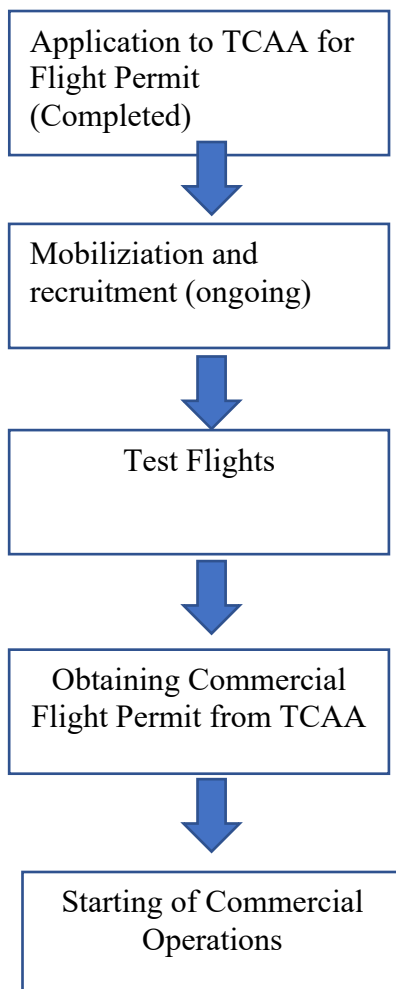 Application to TCAA for
Flight Permit
(Completed)
Mobiliziation and
recruitment (ongoing)
Test Flights
Obtaining Commercial
Flight Permit from TCAA
Starting of Commercial
Operations